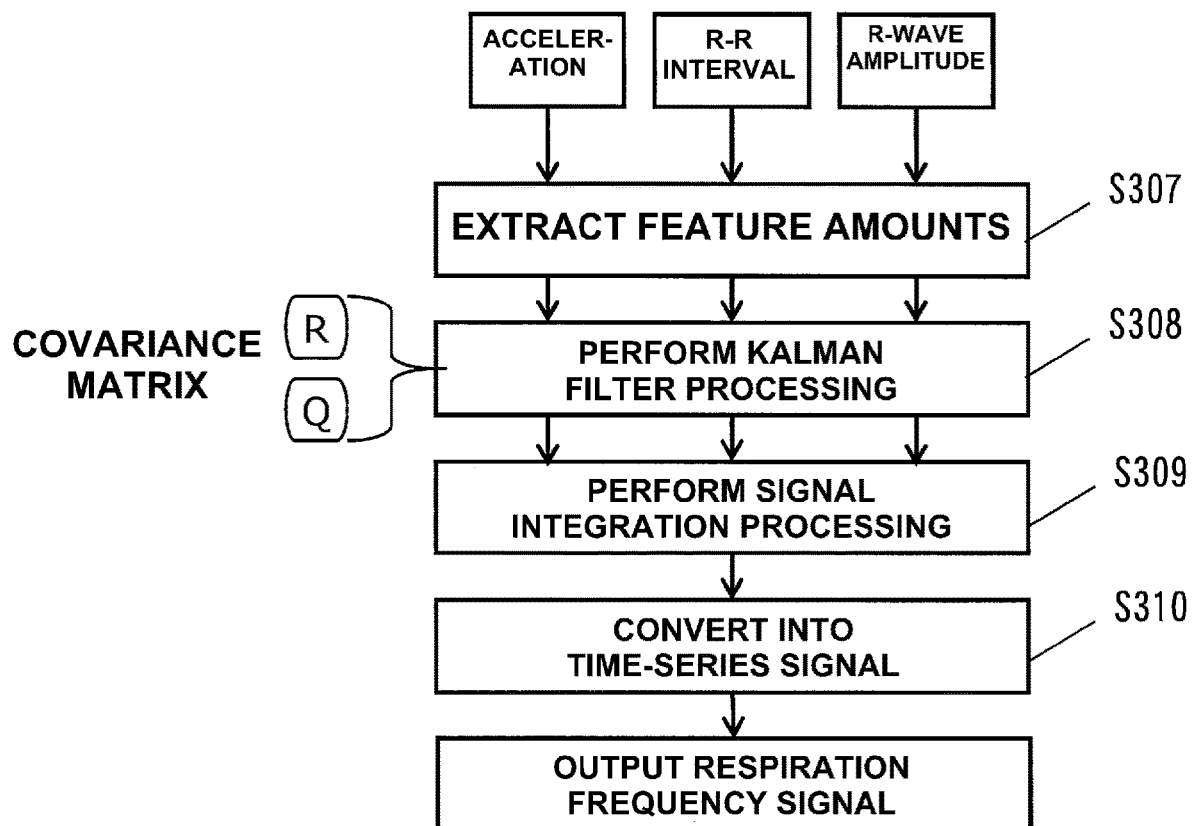 ACCELER-
ATION
R-R
INTERVAL
R-WAVE
AMPLITUDE
S307
EXTRACT FEATURE AMOUNTS
COVARIANCE
MATRIX
R
Q
S308
PERFORM KALMAN
FILTER PROCESSING
S309
PERFORM SIGNAL
INTEGRATION PROCESSING
S310
CONVERT INTO
TIME-SERIES SIGNAL
OUTPUT RESPIRATION
FREQUENCY SIGNAL